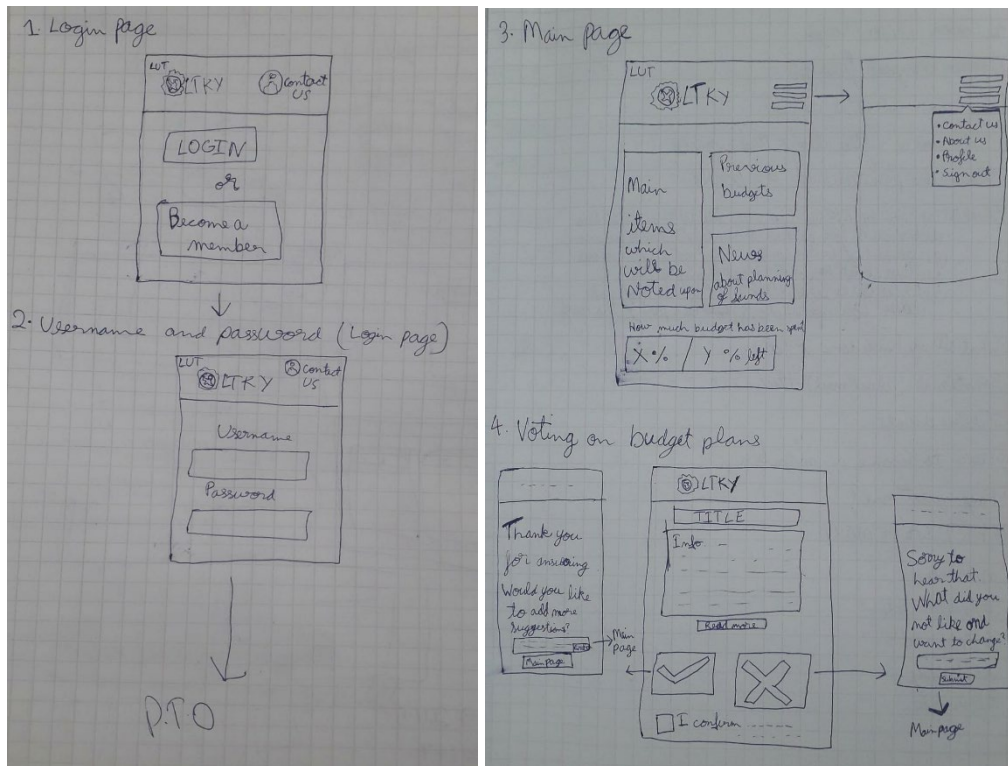 1. Login page
LUT
LTKY
contact
US
LOGIN
or
Become a
member
2. Username and password (Login page)
LUT
LTKY
contact
US
Username
Password
P.T.O
3. Main page
LUT
LTKY
• contact us
• About us
• Profile
• Sign out
Main
items
which
will be
voted upon
Previous
budgets
News
about planning
of funds
How much budget has been spent
X % / Y % left
4. Voting on budget plans
Thank you
for answering
Would you like
to add more
suggestions?
Main page
Main
page
LTKY
TITLE
Info
Read more
I confirm
Sorry to
hear that.
What did you
not like and
want to change?
Submit
Main page